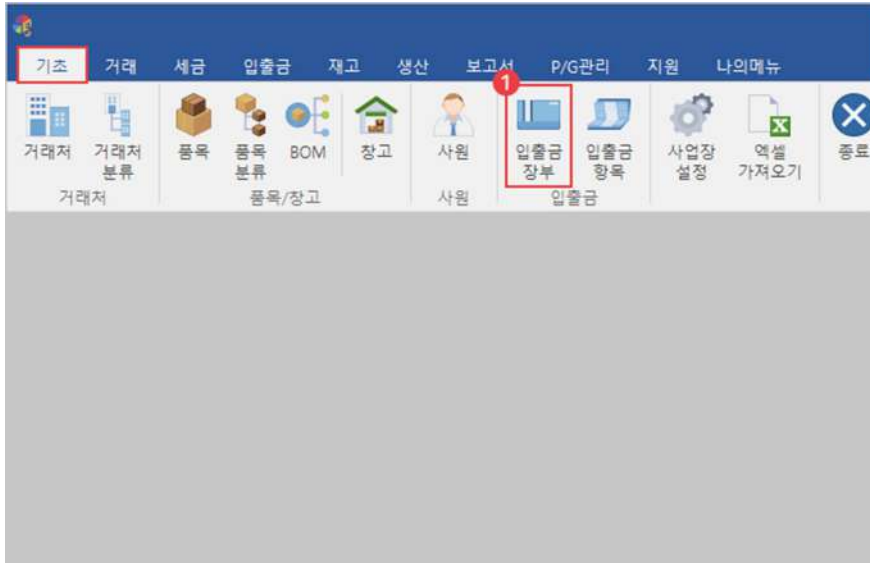 기초 거래 세금 입출금 재고 생산 보고서 P/G관리 지원 나의메뉴
1
거래처 거래처 품목 품목 BOM 창고 사원 입출금 입출금 사업장 엑셀 종료
분류 분류 장부 항목 설정 가져오기
거래처 품목/창고 사원 입출금